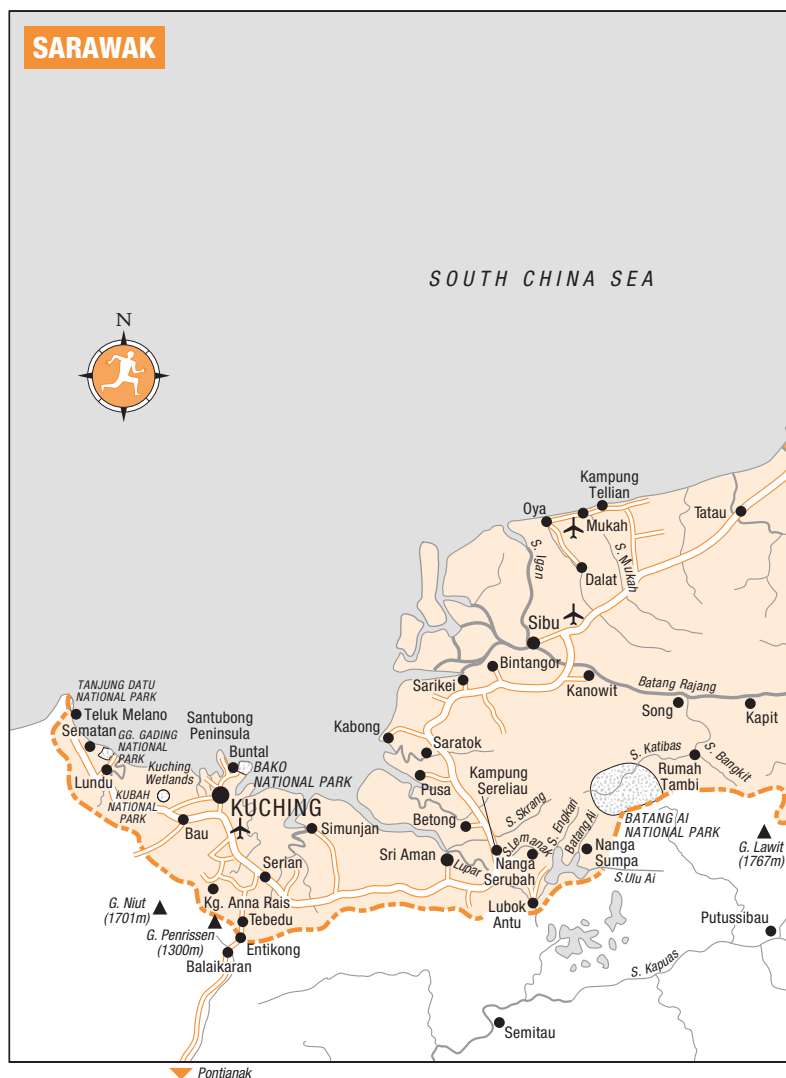 SARAWAK
SOUTH CHINA SEA
N
Kampung
Tellian
Oya
Mukah
Tatau
S. Igan
S. Mukah
Dalat
Sibu
Bintangor
Sarikei
Kanowit
Batang Rajang
Song
Kapit
TANJUNG DATU
NATIONAL PARK
Teluk Melano
Sematan
GG. GADING
NATIONAL
PARK
Santubong
Peninsula
Buntal
BAKO
NATIONAL PARK
Kuching
Wetlands
Lundu
KUBAH
NATIONAL
PARK
KUCHING
Bau
Kabong
Saratok
Pusa
Kampung
Sereliau
S. Katibas
S. Bangkit
Rumah
Tambi
Betong
S. Skrang
S. Engkari
Batang Ai
BATANG AI
NATIONAL PARK
Simunjan
Sri Aman
Lupar
S.Lemanak
Nanga
Serubah
Nanga
Sumpa
G. Lawit
(1767m)
Serian
S.Ulu Ai
Kg. Anna Rais
Lubok
Antu
G. Niut
(1701m)
Tebedu
G. Penrissen
(1300m)
Entikong
Balaikaran
Putussibau
S. Kapuas
Semitau
Pontianak